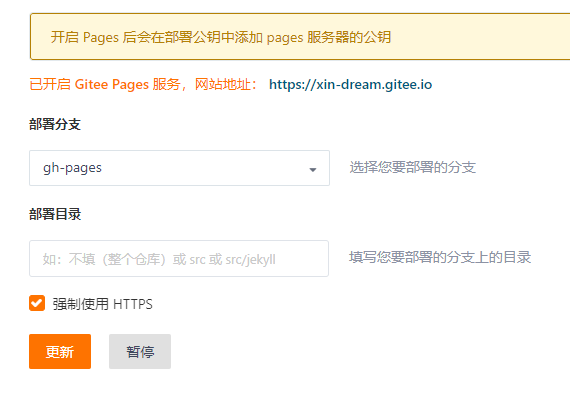 开启 Pages 后会在部署公钥中添加 pages 服务器的公钥
已开启 Gitee Pages 服务，网站地址： https://xin-dream.gitee.io
部署分支
gh-pages 选择您要部署的分支
部署目录
如：不填（整个仓库）或 src 或 src/jekyll 填写您要部署的分支上的目录
强制使用 HTTPS
更新 暂停